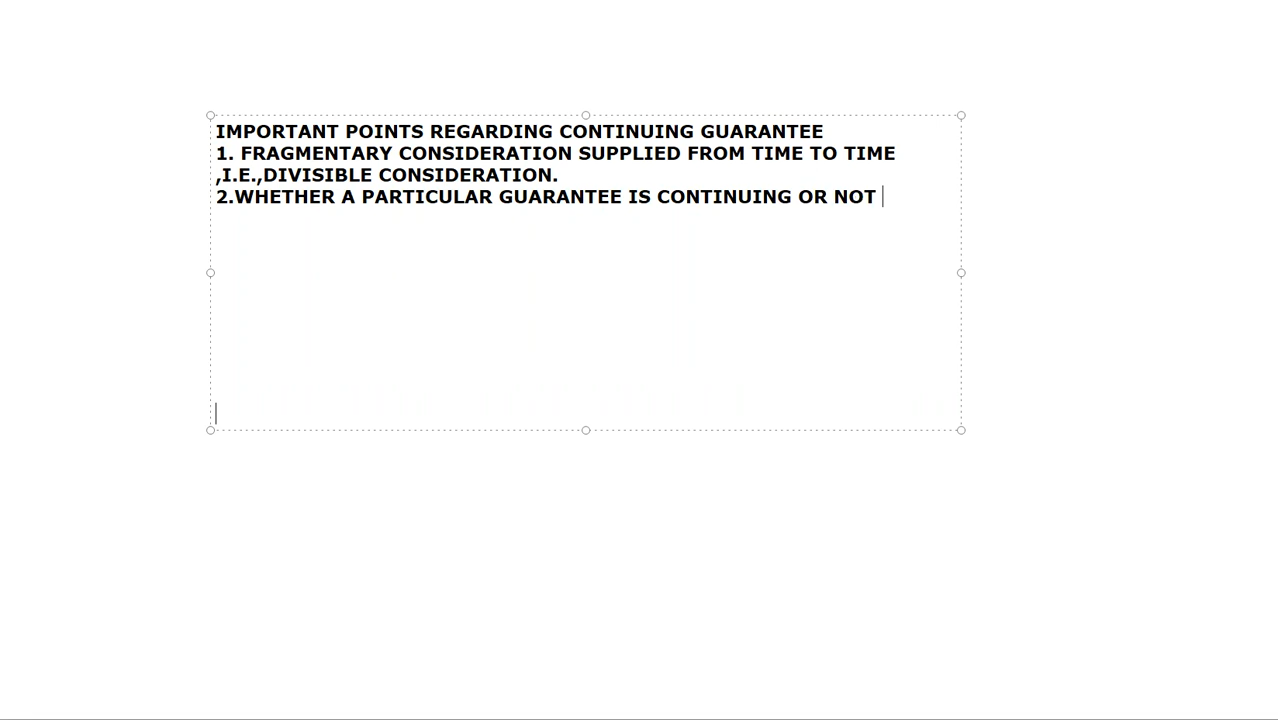 IMPORTANT POINTS REGARDING CONTINUING GUARANTEE
1. FRAGMENTARY CONSIDERATION SUPPLIED FROM TIME TO TIME
,I.E.,DIVISIBLE CONSIDERATION.
2.WHETHER A PARTICULAR GUARANTEE IS CONTINUING OR NOT